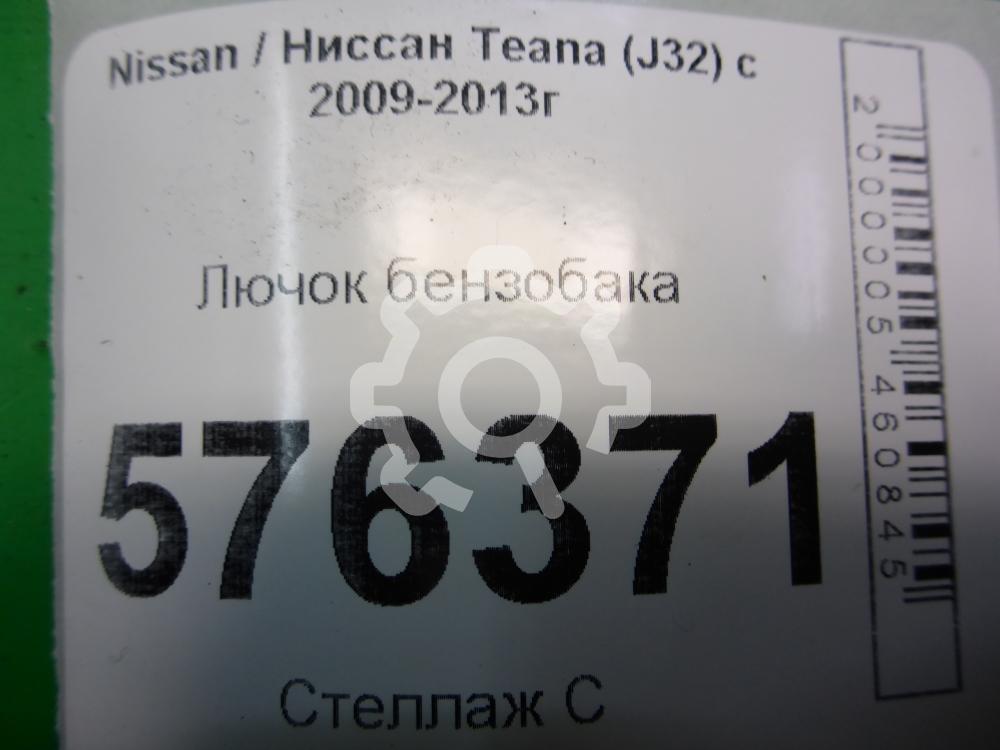 Nissan / Ниссан Teana (J32) с
2009-2013г
Лючок бензобака
576371
Стеллаж С
2000005460845